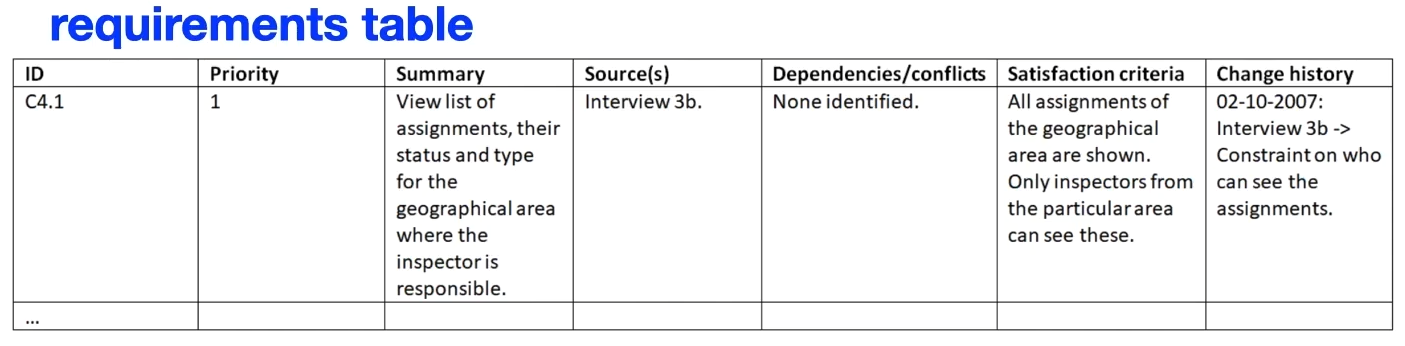 requirements table
ID Priority Summary Source(s) Dependencies/conflicts Satisfaction criteria Change history
C4.1 1 View list of Interview 3b. None identified. All assignments of 02-10-2007:
assignments, their the geographical Interview 3b ->
status and type area are shown. Constraint on who
for the Only inspectors from can see the
geographical area the particular area assignments.
where the can see these.
inspector is
responsible.
...